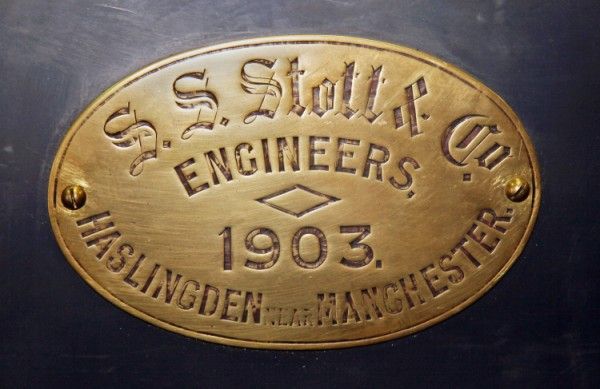 S. S. Stott & Co.
ENGINEERS.
1903.
HASLINGDEN NEAR MANCHESTER.